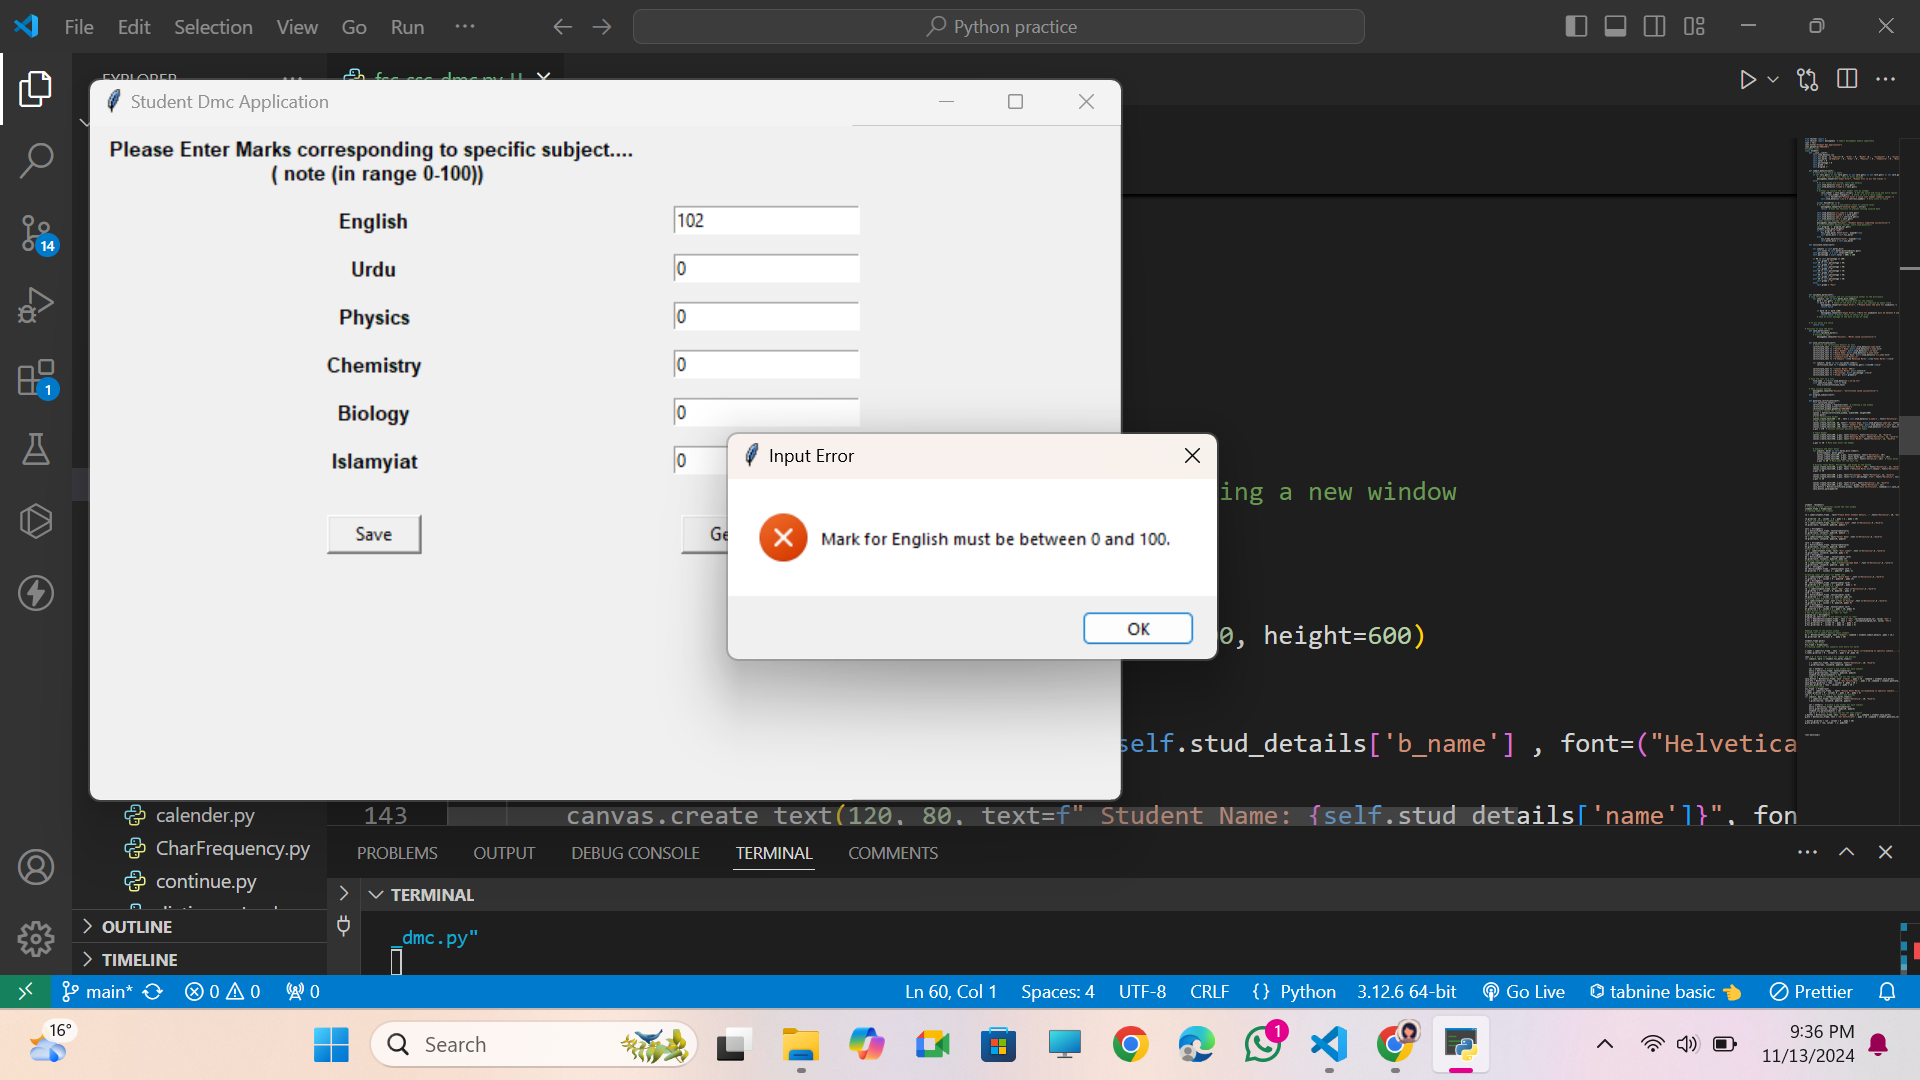 File Edit Selection View Go Run ···
Python practice
EXPLORER
fsc_ssc_dmc.py U
Student Dmc Application
Please Enter Marks corresponding to specific subject....
( note (in range 0-100))
English 102
Urdu 0
Physics 0
Chemistry 0
Biology 0
Islamyiat 0
Save Ge
Input Error
Mark for English must be between 0 and 100.
OK
ing a new window
0, height=600)
self.stud_details['b_name'] , font=("Helvetica
143 canvas.create_text(120, 80, text=f" Student Name: {self.stud_details['name']}", fon
calender.py
CharFrequency.py
continue.py
OUTLINE
TIMELINE
14
1
PROBLEMS OUTPUT DEBUG CONSOLE TERMINAL COMMENTS
TERMINAL
_dmc.py"
main* 0 0 0 Ln 60, Col 1 Spaces: 4 UTF-8 CRLF {} Python 3.12.6 64-bit Go Live tabnine basic Prettier
16°
Search
1
9:36 PM
11/13/2024